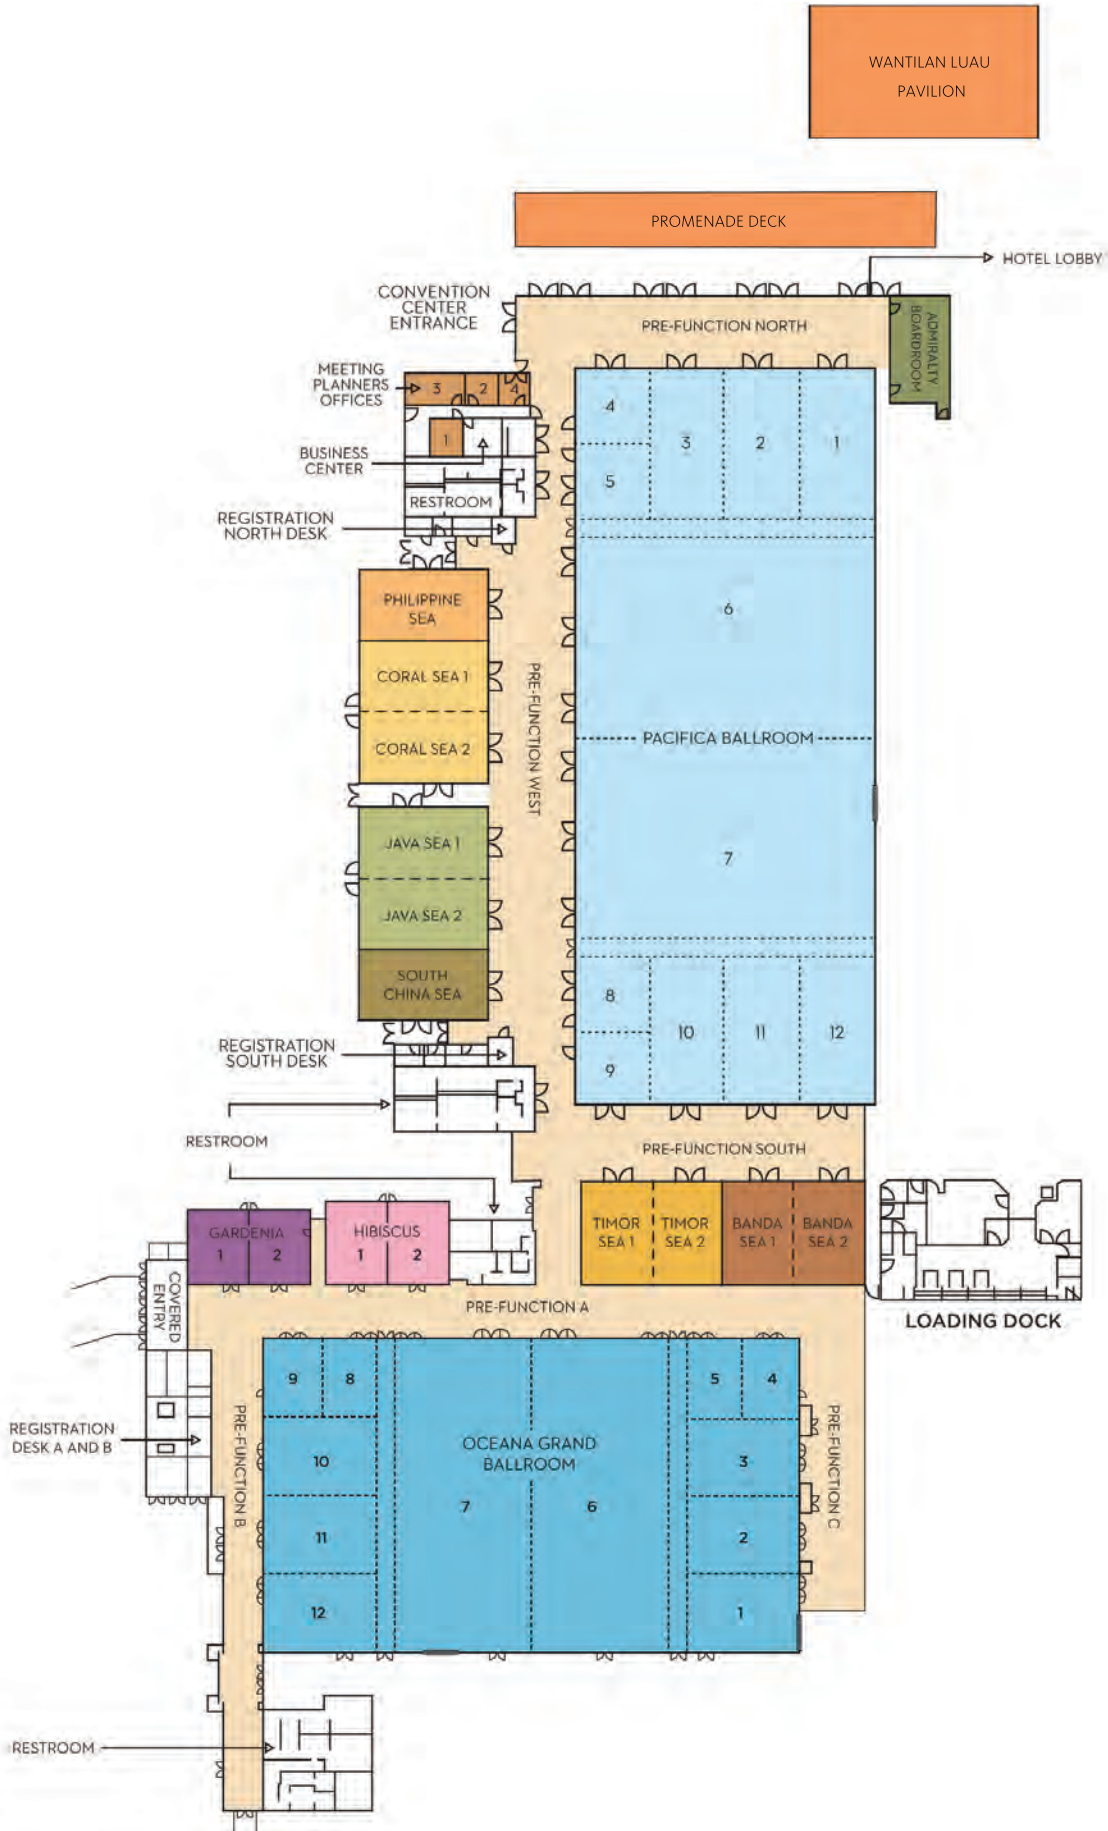 WANTILAN LUAU
PAVILION
PROMENADE DECK
HOTEL LOBBY
CONVENTION
CENTER
ENTRANCE
PRE-FUNCTION NORTH
ADMIRALTY
BOARDROOM
MEETING
PLANNERS
OFFICES
3
2
4
1
BUSINESS
CENTER
RESTROOM
REGISTRATION
NORTH DESK
4
3
2
1
5
6
PHILIPPINE
SEA
CORAL SEA 1
CORAL SEA 2
PRE-FUNCTION WEST
PACIFICA BALLROOM
JAVA SEA 1
JAVA SEA 2
7
SOUTH
CHINA SEA
8
10
11
12
9
REGISTRATION
SOUTH DESK
RESTROOM
PRE-FUNCTION SOUTH
GARDENIA
1
2
HIBISCUS
1
2
TIMOR
SEA 1
TIMOR
SEA 2
BANDA
SEA 1
BANDA
SEA 2
LOADING DOCK
COVERED
ENTRY
PRE-FUNCTION A
9
8
5
4
REGISTRATION
DESK A AND B
PRE-FUNCTION B
10
OCEANA GRAND
BALLROOM
3
PRE-FUNCTION C
7
6
11
2
12
1
RESTROOM